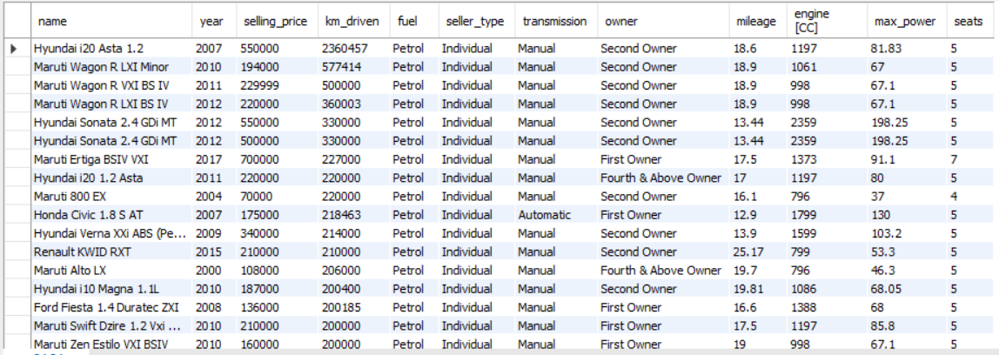 name year selling_price km_driven fuel seller_type transmission owner mileage engine [CC] max_power seats
Hyundai i20 Asta 1.2 2007 550000 2360457 Petrol Individual Manual Second Owner 18.6 1197 81.83 5
Maruti Wagon R LXI Minor 2010 194000 577414 Petrol Individual Manual Second Owner 18.9 1061 67 5
Maruti Wagon R VXI BS IV 2011 229999 500000 Petrol Individual Manual Second Owner 18.9 998 67.1 5
Maruti Wagon R LXI BS IV 2012 220000 360003 Petrol Individual Manual Second Owner 18.9 998 67.1 5
Hyundai Sonata 2.4 GDi MT 2012 550000 330000 Petrol Individual Manual Second Owner 13.44 2359 198.25 5
Hyundai Sonata 2.4 GDi MT 2012 500000 330000 Petrol Individual Manual Second Owner 13.44 2359 198.25 5
Maruti Ertiga BSIV VXI 2017 700000 227000 Petrol Individual Manual First Owner 17.5 1373 91.1 7
Hyundai i20 1.2 Asta 2011 220000 220000 Petrol Individual Manual Fourth & Above Owner 17 1197 80 5
Maruti 800 EX 2004 70000 220000 Petrol Individual Manual Second Owner 16.1 796 37 4
Honda Civic 1.8 S AT 2007 175000 218463 Petrol Individual Automatic First Owner 12.9 1799 130 5
Hyundai Verna XXi ABS (Pe... 2009 340000 214000 Petrol Individual Manual Second Owner 13.9 1599 103.2 5
Renault KWID RXT 2015 210000 210000 Petrol Individual Manual Second Owner 25.17 799 53.3 5
Maruti Alto LX 2000 108000 206000 Petrol Individual Manual Fourth & Above Owner 19.7 796 46.3 5
Hyundai i10 Magna 1.1L 2010 187000 200400 Petrol Individual Manual Second Owner 19.81 1086 68.05 5
Ford Fiesta 1.4 Duratec ZXI 2008 136000 200185 Petrol Individual Manual First Owner 16.6 1388 68 5
Maruti Swift Dzire 1.2 Vxi ... 2010 210000 200000 Petrol Individual Manual First Owner 17.5 1197 85.8 5
Maruti Zen Estilo VXI BSIV 2010 160000 200000 Petrol Individual Manual First Owner 19 998 67.1 5